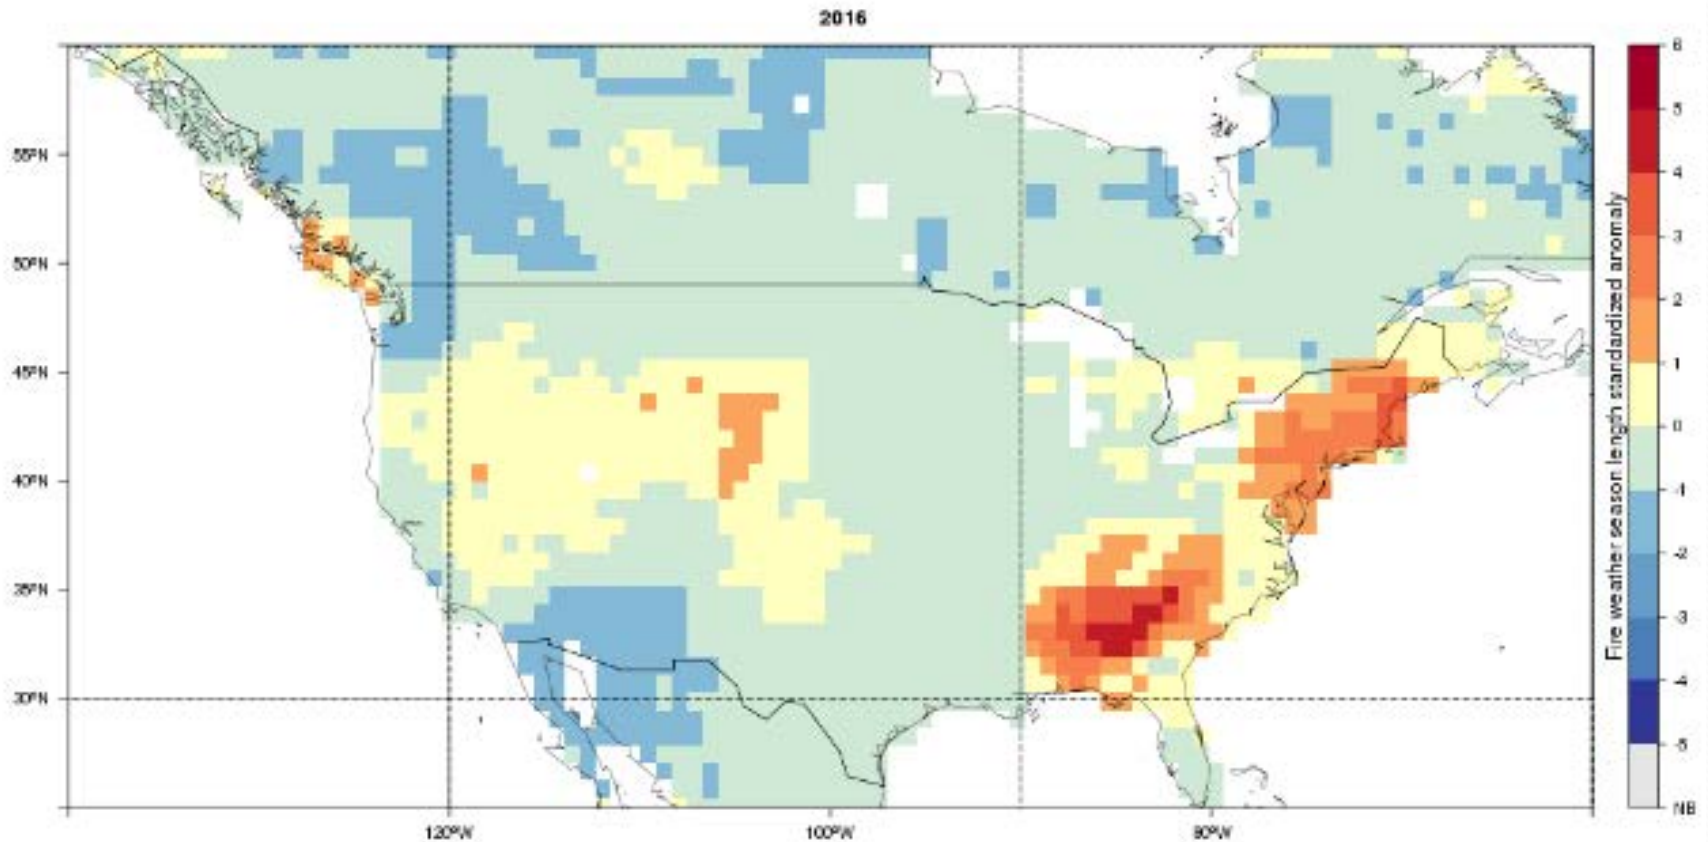 2016
55°N
50°N
45°N
40°N
35°N
30°N
120°W
100°W
80°W
6
5
4
3
2
1
0
-1
-2
-3
-4
-5
NB
Fire weather season length standardized anomaly